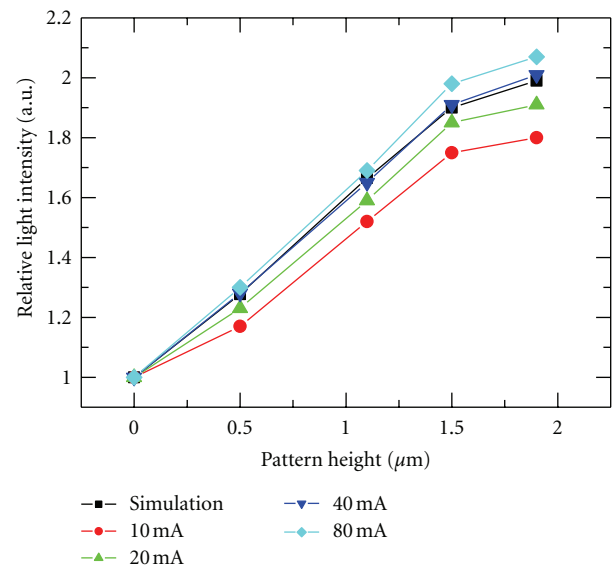 2.2
2
1.8
1.6
1.4
1.2
1
Relative light intensity (a.u.)
0
0.5
1
1.5
2
Pattern height (μm)
Simulation
10 mA
20 mA
40 mA
80 mA